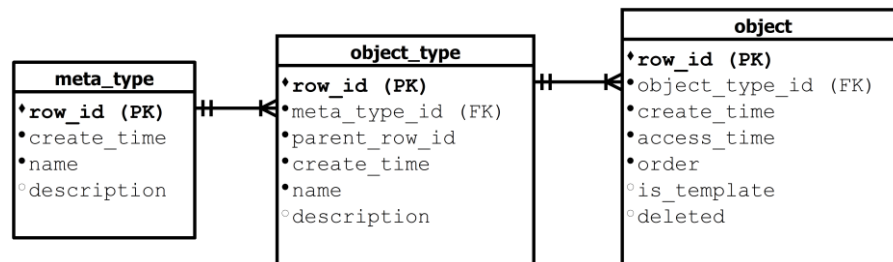 meta_type
row_id (PK)
create_time
name
description
object_type
row_id (PK)
meta_type_id (FK)
parent_row_id
create_time
name
description
object
row_id (PK)
object_type_id (FK)
create_time
access_time
order
is_template
deleted